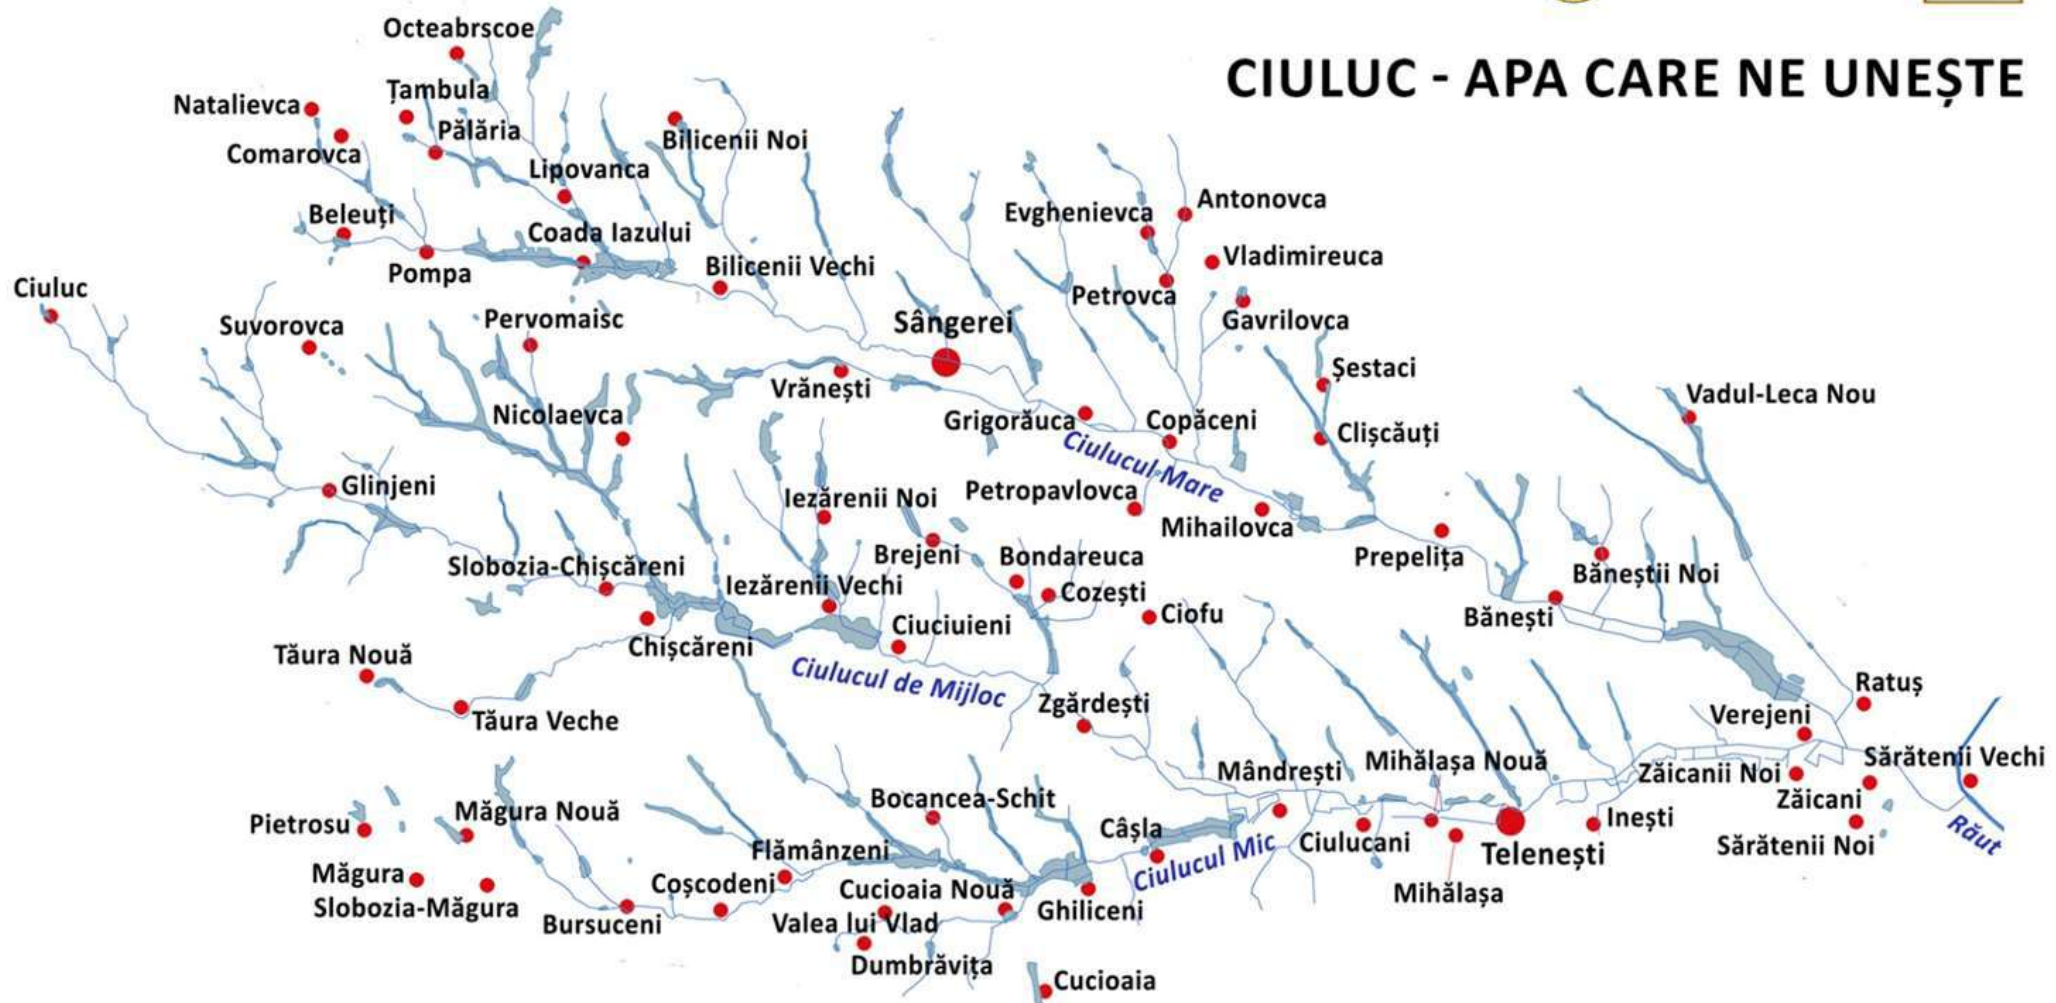 Octeabrscoe
CIULUC - APA CARE NE UNEȘTE
Natalievca
Țambula
Pălăria
Comarovca
Bilicenii Noi
Lipovanca
Beleuți
Coada Iazului
Evghenievca
Antonovca
Pompa
Bilicenii Vechi
Vladimireuca
Ciuluc
Petrovca
Suvorovca
Pervomaisc
Sângerei
Gavrilovca
Șestaci
Vrănești
Vadul-Leca Nou
Nicolaevca
Grigorăuca
Copăceni
Clișcăuți
Ciulucul Mare
Glinjeni
Iezărenii Noi
Petropavlovca
Mihailovca
Brejeni
Bondareuca
Prepelița
Slobozia-Chișcăreni
Iezărenii Vechi
Cozești
Băneștii Noi
Ciuciuieni
Ciofu
Bănești
Chișcăreni
Tăura Nouă
Ciulucul de Mijloc
Ratuș
Zgărdești
Tăura Veche
Verejeni
Sărătenii Vechi
Mândrești
Mihălașa Nouă
Zăicanii Noi
Bocancea-Schit
Zăicani
Măgura Nouă
Pietrosu
Câșla
Inești
Răut
Flămânzeni
Ciulucani
Sărătenii Noi
Telenești
Ciulucul Mic
Măgura
Coșcodeni
Cucioaia Nouă
Mihălașa
Slobozia-Măgura
Ghiliceni
Bursuceni
Valea lui Vlad
Dumbrăvița
Cucioaia